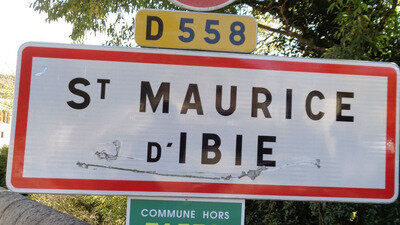 D 558
ST MAURICE
D'IBIE
COMMUNE HORS